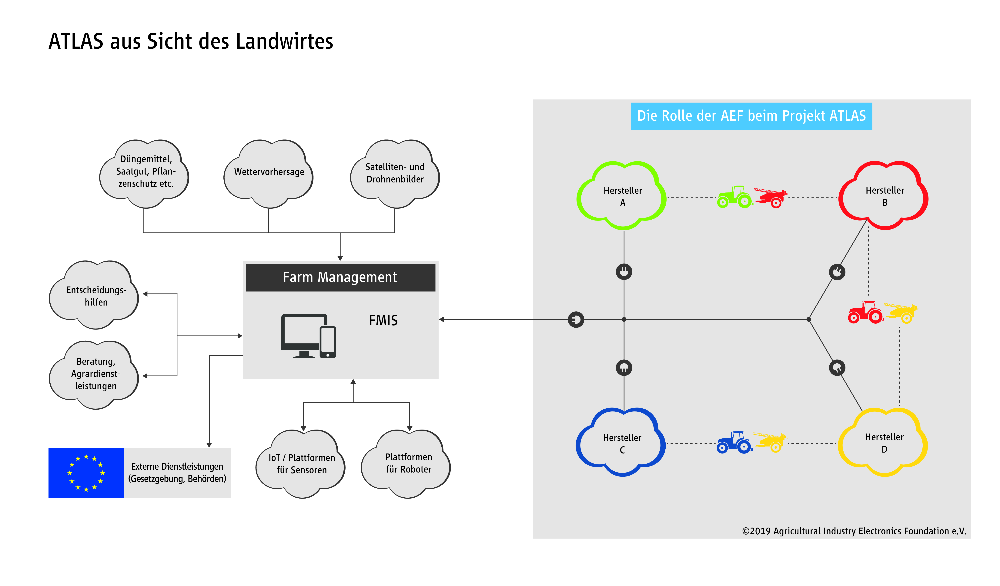 ATLAS aus Sicht des Landwirtes
Die Rolle der AEF beim Projekt ATLAS
Düngemittel,
Saatgut, Pflan-
zenschutz etc.
Wettervorhersage
Satelliten- und
Drohnenbilder
Hersteller
A
Hersteller
B
Farm Management
FMIS
Entscheidungs-
hilfen
Beratung,
Agrardienst-
leistungen
Externe Dienstleistungen
(Gesetzgebung, Behörden)
IoT / Plattformen
für Sensoren
Plattformen
für Roboter
Hersteller
C
Hersteller
D
©2019 Agricultural Industry Electronics Foundation e.V.